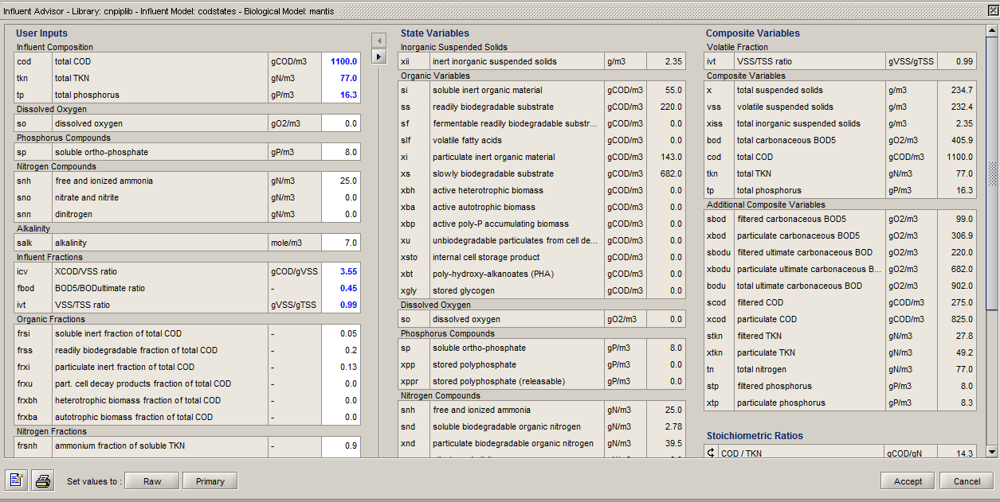 Influent Advisor - Library: cnpiplib - Influent Model: codstates - Biological Model: mantis
User Inputs
Influent Composition
cod total COD gCOD/m3 1100.0
tkn total TKN gN/m3 77.0
tp total phosphorus gP/m3 16.3
Dissolved Oxygen
so dissolved oxygen gO2/m3 0.0
Phosphorus Compounds
sp soluble ortho-phosphate gP/m3 8.0
Nitrogen Compounds
snh free and ionized ammonia gN/m3 25.0
sno nitrate and nitrite gN/m3 0.0
snn dinitrogen gN/m3 0.0
Alkalinity
salk alkalinity mole/m3 7.0
Influent Fractions
icv XCOD/VSS ratio gCOD/gVSS 3.55
fbod BOD5/BODultimate ratio - 0.45
ivt VSS/TSS ratio gVSS/gTSS 0.99
Organic Fractions
frsi soluble inert fraction of total COD - 0.05
frss readily biodegradable fraction of total COD - 0.2
frxi particulate inert fraction of total COD - 0.13
frxu part. cell decay products fraction of total COD - 0.0
frxbh heterotrophic biomass fraction of total COD - 0.0
frxba autotrophic biomass fraction of total COD - 0.0
Nitrogen Fractions
frsnh ammonium fraction of soluble TKN - 0.9
State Variables
Inorganic Suspended Solids
xii inert inorganic suspended solids g/m3 2.35
Organic Variables
si soluble inert organic material gCOD/m3 55.0
ss readily biodegradable substrate gCOD/m3 220.0
sf fermentable readily biodegradable substr... gCOD/m3 0.0
slf volatile fatty acids gCOD/m3 0.0
xi particulate inert organic material gCOD/m3 143.0
xs slowly biodegradable substrate gCOD/m3 682.0
xbh active heterotrophic biomass gCOD/m3 0.0
xba active autotrophic biomass gCOD/m3 0.0
xbp active poly-P accumulating biomass gCOD/m3 0.0
xu unbiodegradable particulates from cell de... gCOD/m3 0.0
xsto internal cell storage product gCOD/m3 0.0
xbt poly-hydroxy-alkanoates (PHA) gCOD/m3 0.0
xgly stored glycogen gCOD/m3 0.0
Dissolved Oxygen
so dissolved oxygen gO2/m3 0.0
Phosphorus Compounds
sp soluble ortho-phosphate gP/m3 8.0
xpp stored polyphosphate gP/m3 0.0
xppr stored polyphosphate (releasable) gP/m3 0.0
Nitrogen Compounds
snh free and ionized ammonia gN/m3 25.0
snd soluble biodegradable organic nitrogen gN/m3 2.78
xnd particulate biodegradable organic nitrogen gN/m3 39.5
Composite Variables
Volatile Fraction
ivt VSS/TSS ratio gVSS/gTSS 0.99
Composite Variables
x total suspended solids g/m3 234.7
vss volatile suspended solids g/m3 232.4
xiss total inorganic suspended solids g/m3 2.35
bod total carbonaceous BOD5 gO2/m3 405.9
cod total COD gCOD/m3 1100.0
tkn total TKN gN/m3 77.0
tp total phosphorus gP/m3 16.3
Additional Composite Variables
sbod filtered carbonaceous BOD5 gO2/m3 99.0
xbod particulate carbonaceous BOD5 gO2/m3 306.9
sbodu filtered ultimate carbonaceous BOD gO2/m3 220.0
xbodu particulate ultimate carbonaceous B... gO2/m3 682.0
bodu total ultimate carbonaceous BOD gO2/m3 902.0
scod filtered COD gCOD/m3 275.0
xcod particulate COD gCOD/m3 825.0
stkn filtered TKN gN/m3 27.8
xtkn particulate TKN gN/m3 49.2
tn total nitrogen gN/m3 77.0
stp filtered phosphorus gP/m3 8.0
xtp particulate phosphorus gP/m3 8.3
Stoichiometric Ratios
COD / TKN gCOD/gN 14.3
Set values to : Raw Primary Accept Cancel